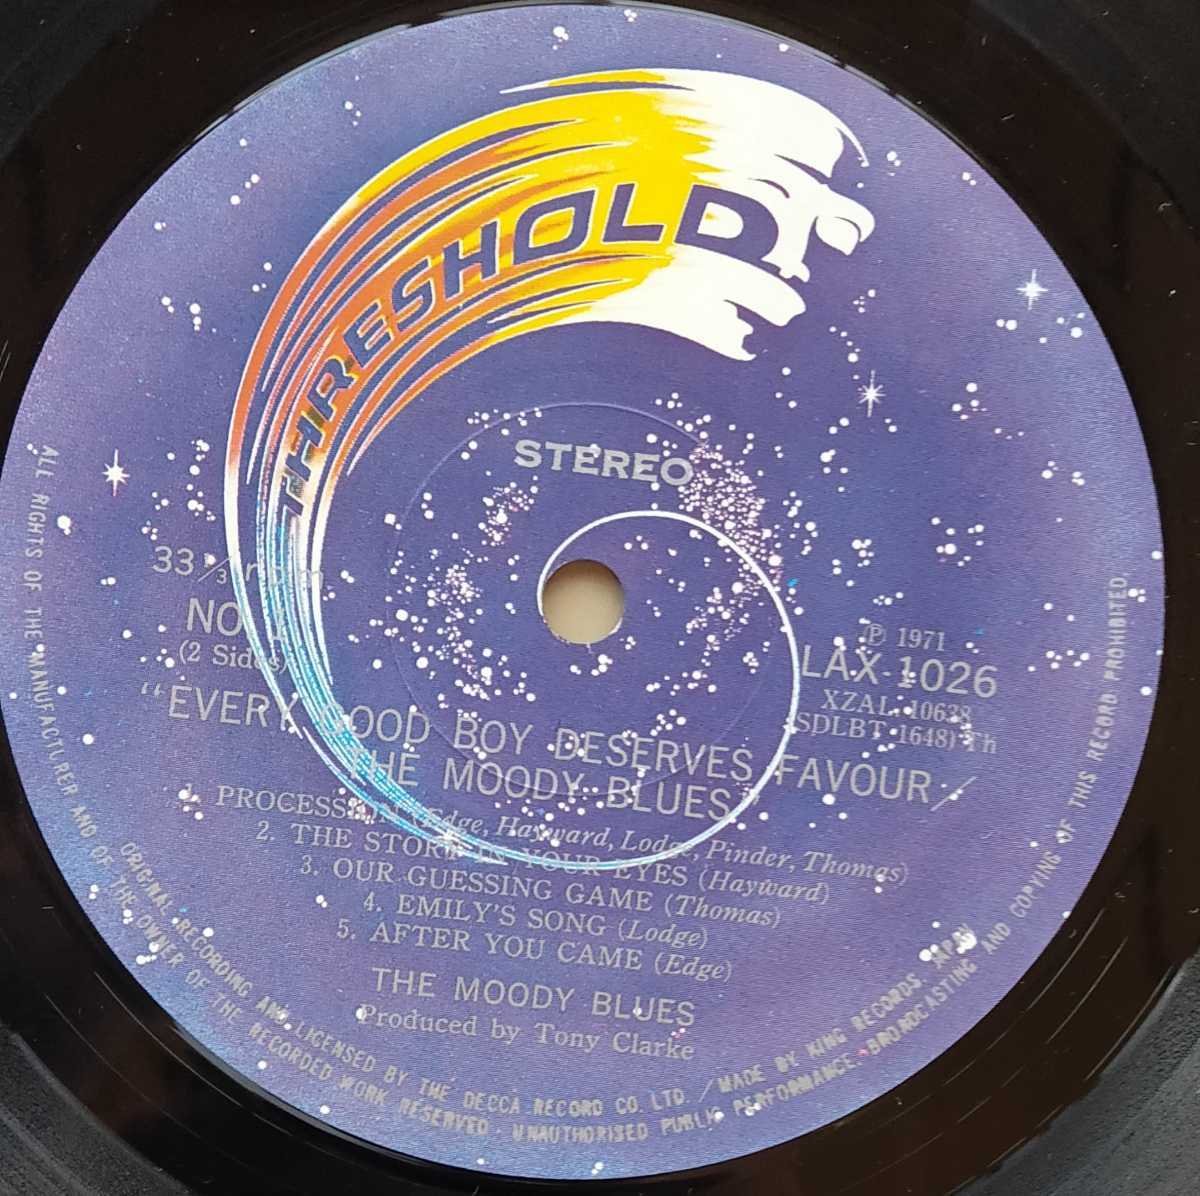 THRESHOLD
STEREO
33⅓ rpm
NO. 1
(2 Sides)
℗ 1971
LAX-1026
XZAL-10638
(SDLBT-1648) Th
"EVERY GOOD BOY DESERVES FAVOUR/
THE MOODY BLUES
1. PROCESSION (Edge, Hayward, Lodge, Pinder, Thomas)
2. THE STORY IN YOUR EYES (Hayward)
3. OUR GUESSING GAME (Thomas)
4. EMILY'S SONG (Lodge)
5. AFTER YOU CAME (Edge)
THE MOODY BLUES
Produced by Tony Clarke
ORIGINAL RECORDING AND LICENSED BY THE DECCA RECORD CO. LTD. / MADE BY KING RECORDS, JAPAN
ALL RIGHTS OF THE MANUFACTURER AND OF THE OWNER OF THE RECORDED WORK RESERVED · UNAUTHORISED PUBLIC PERFORMANCE, BROADCASTING AND COPYING OF THIS RECORD PROHIBITED.